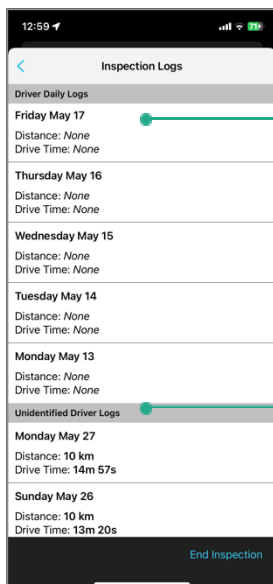 12:59
71
Inspection Logs
Driver Daily Logs
Friday May 17
Distance: None
Drive Time: None
Thursday May 16
Distance: None
Drive Time: None
Wednesday May 15
Distance: None
Drive Time: None
Tuesday May 14
Distance: None
Drive Time: None
Monday May 13
Distance: None
Drive Time: None
Unidentified Driver Logs
Monday May 27
Distance: 10 km
Drive Time: 14m 57s
Sunday May 26
Distance: 10 km
Drive Time: 13m 20s
End Inspection